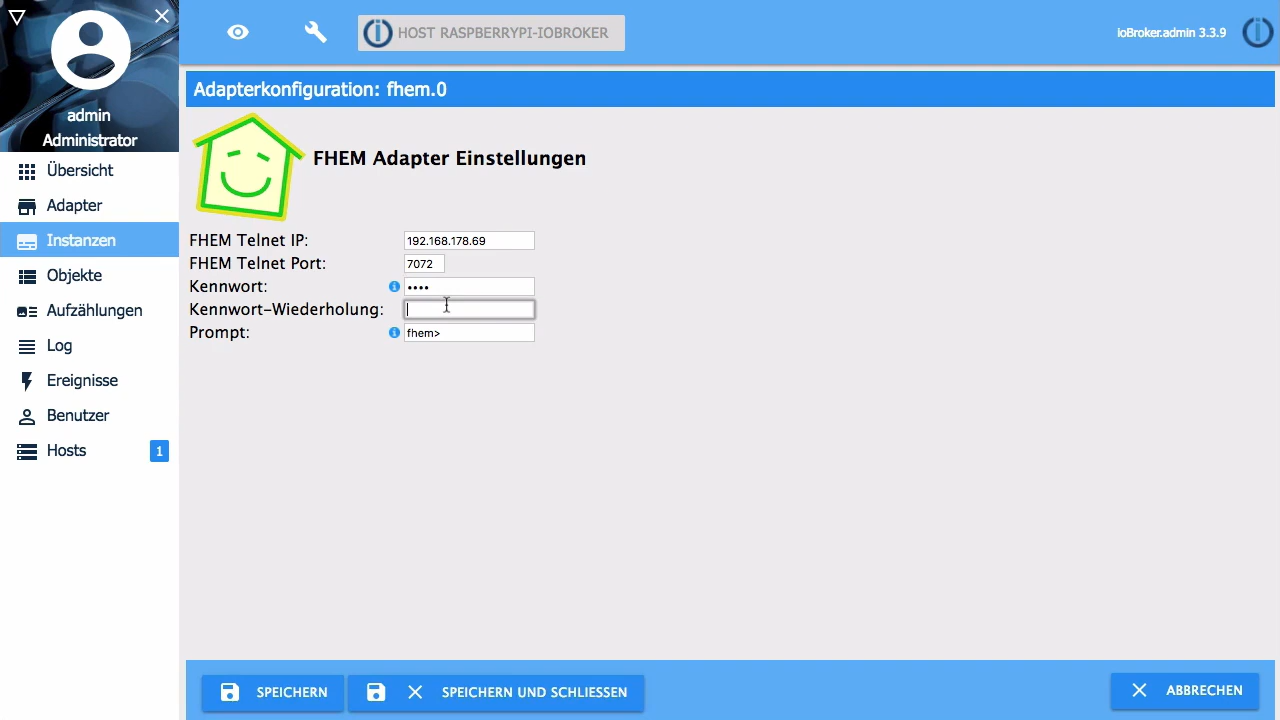 HOST RASPBERRYPI-IOBROKER
ioBroker.admin 3.3.9
admin
Administrator
Übersicht
Adapter
Instanzen
Objekte
Aufzählungen
Log
Ereignisse
Benutzer
Hosts 1
Adapterkonfiguration: fhem.0
FHEM Adapter Einstellungen
FHEM Telnet IP: 192.168.178.69
FHEM Telnet Port: 7072
Kennwort: ••••
Kennwort-Wiederholung:
Prompt: fhem>
SPEICHERN
SPEICHERN UND SCHLIESSEN
ABBRECHEN